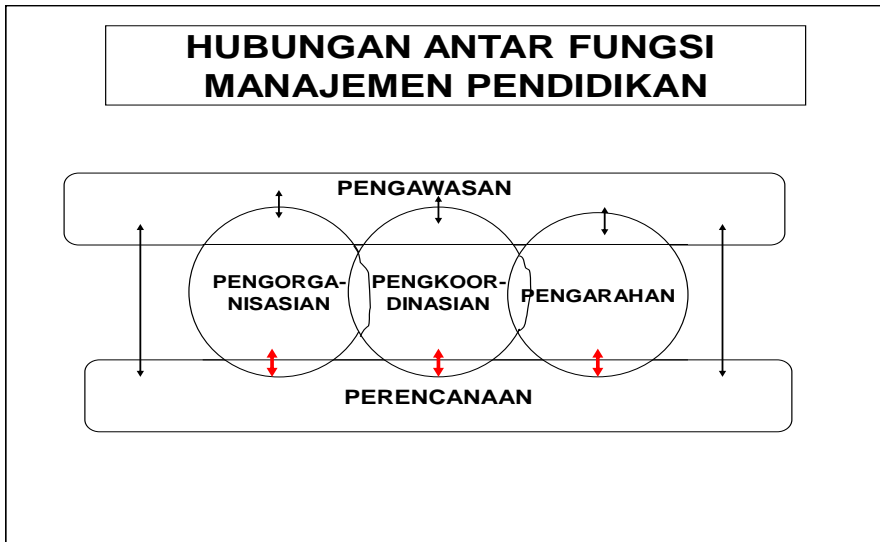 HUBUNGAN ANTAR FUNGSI
MANAJEMEN PENDIDIKAN
PENGAWASAN
PENGORGA-
NISASIAN
PENGKOOR-
DINASIAN
PENGARAHAN
PERENCANAAN